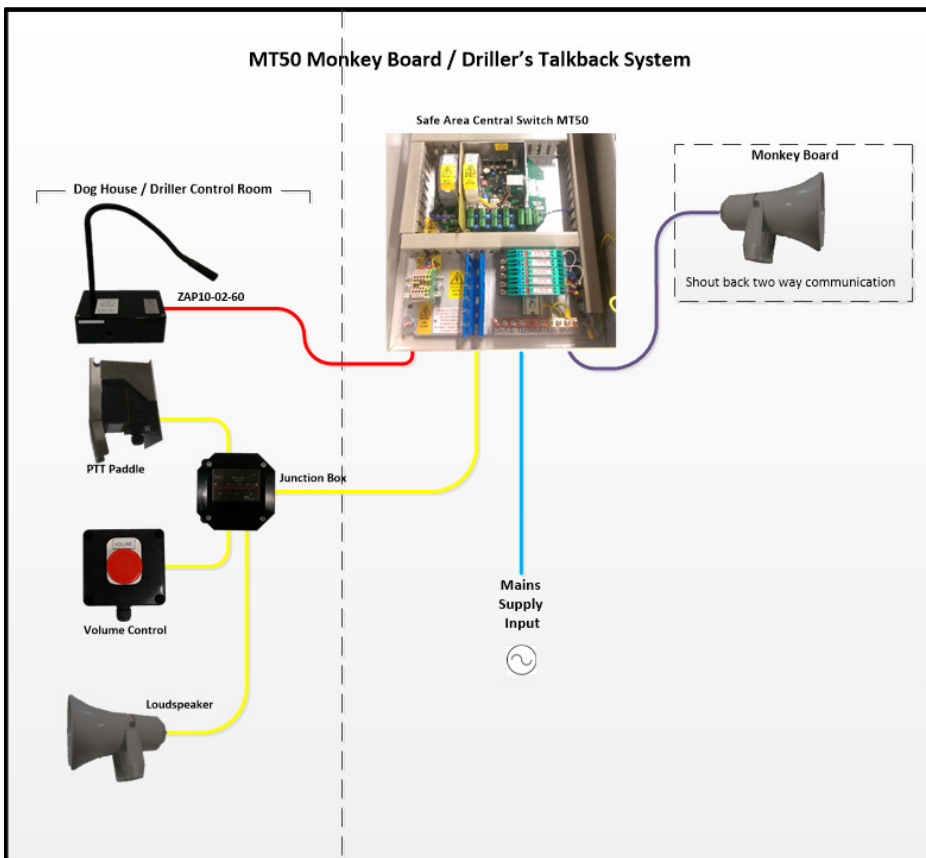 MT50 Monkey Board / Driller's Talkback System
Safe Area Central Switch MT50
Monkey Board
Shout back two way communication
Dog House / Driller Control Room
ZAP10-02-60
PTT Paddle
Junction Box
VOLUME
Volume Control
Loudspeaker
Mains
Supply
Input